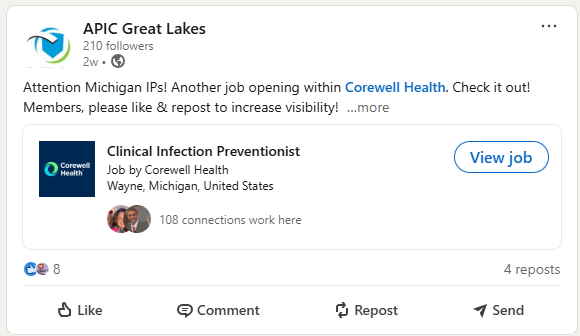 APIC Great Lakes
210 followers
2w •
Attention Michigan IPs! Another job opening within Corewell Health. Check it out!
Members, please like & repost to increase visibility! ...more
Corewell Health
Clinical Infection Preventionist
Job by Corewell Health
Wayne, Michigan, United States
View job
108 connections work here
8
4 reposts
Like
Comment
Repost
Send